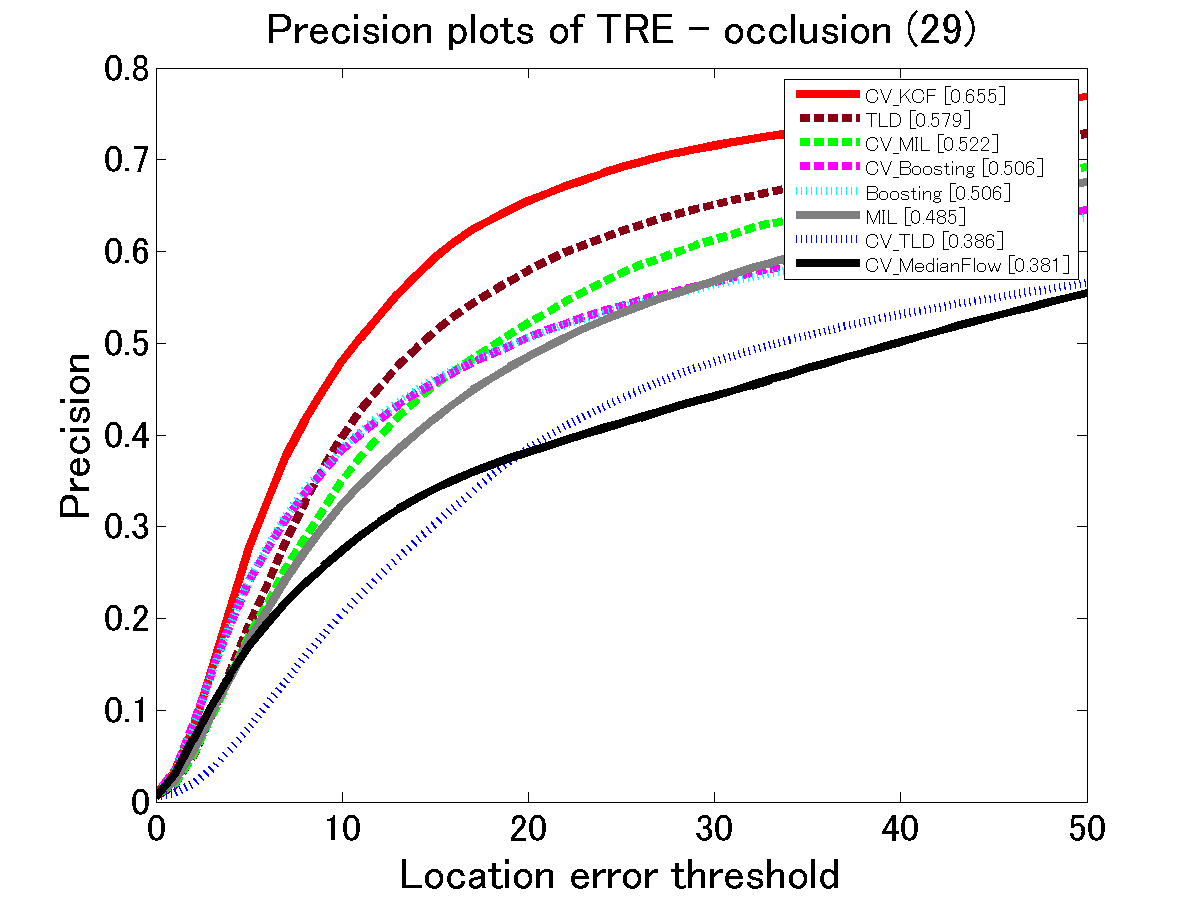 Precision plots of TRE - occlusion (29)
0.8
0.7
0.6
0.5
0.4
0.3
0.2
0.1
0
Precision
CV_KCF [0.655]
TLD [0.579]
CV_MIL [0.522]
CV_Boosting [0.506]
Boosting [0.506]
MIL [0.485]
CV_TLD [0.386]
CV_MedianFlow [0.381]
0 10 20 30 40 50
Location error threshold